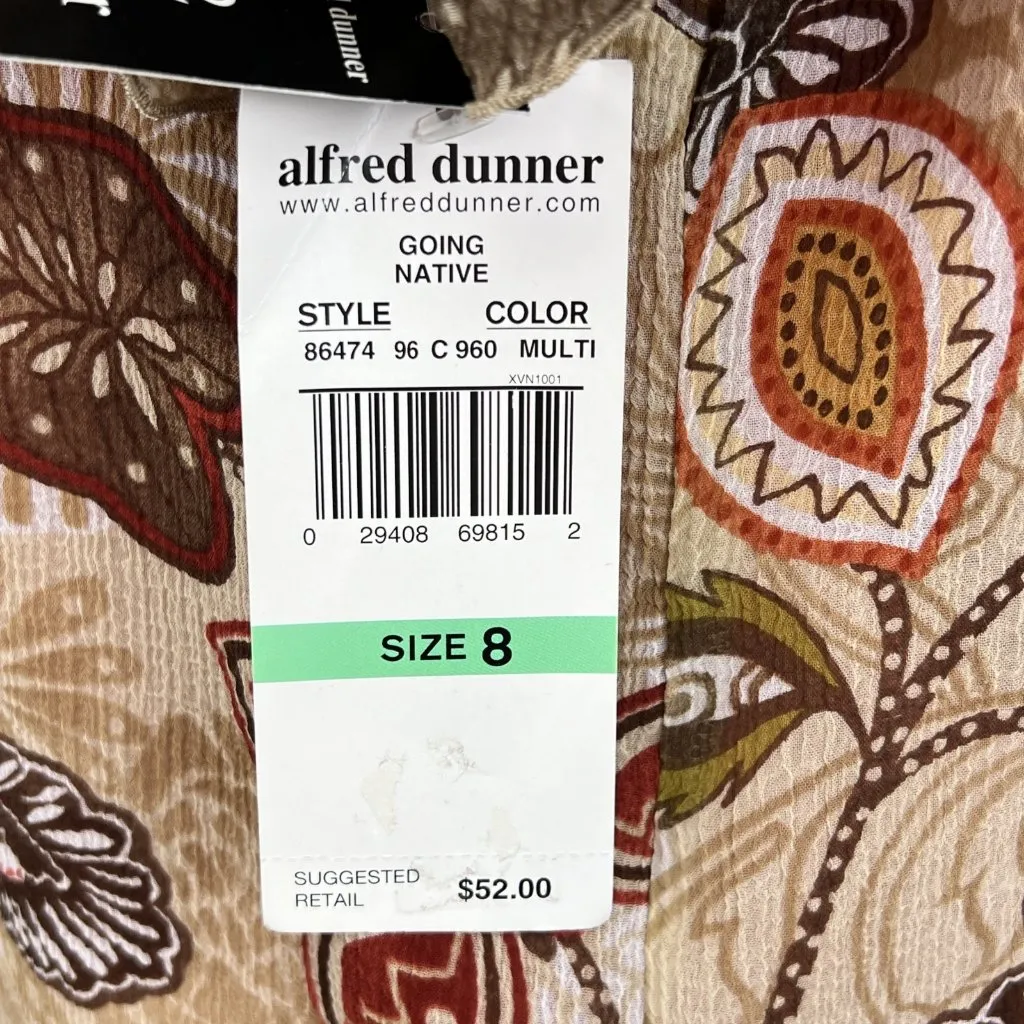 dunner
alfred dunner
www.alfreddunner.com
GOING
NATIVE
STYLE COLOR
86474 96 C 960 MULTI
XVN1001
0 29408 69815 2
SIZE 8
SUGGESTED
RETAIL $52.00